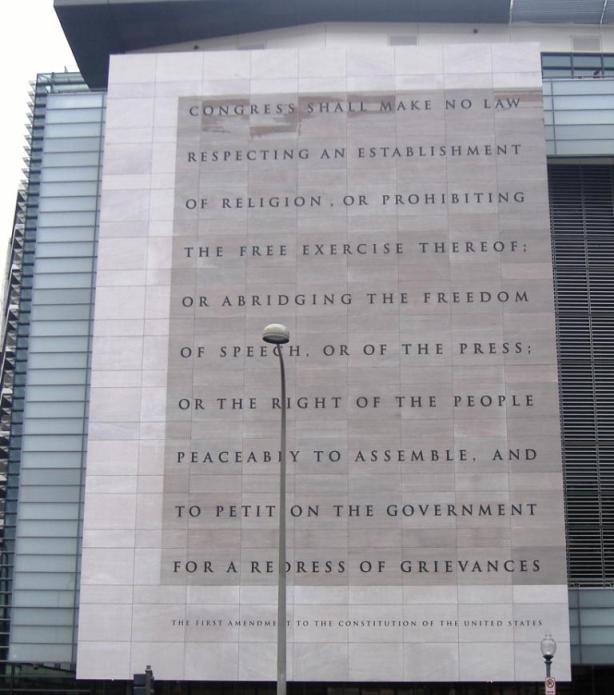 CONGRESS SHALL MAKE NO LAW
RESPECTING AN ESTABLISHMENT
OF RELIGION, OR PROHIBITING
THE FREE EXERCISE THEREOF;
OR ABRIDGING THE FREEDOM
OF SPEECH, OR OF THE PRESS;
OR THE RIGHT OF THE PEOPLE
PEACEABLY TO ASSEMBLE, AND
TO PETITION THE GOVERNMENT
FOR A REDRESS OF GRIEVANCES
THE FIRST AMENDMENT TO THE CONSTITUTION OF THE UNITED STATES